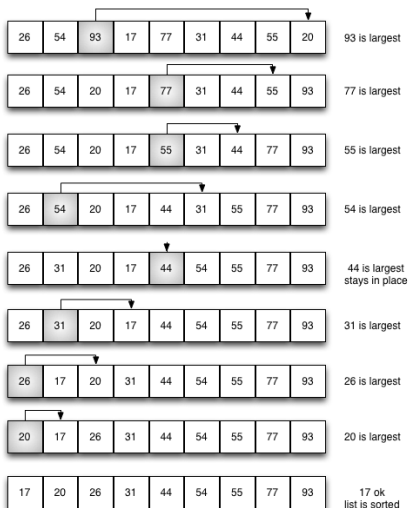 26 54 93 17 77 31 44 55 20 93 is largest
26 54 20 17 77 31 44 55 93 77 is largest
26 54 20 17 55 31 44 77 93 55 is largest
26 54 20 17 44 31 55 77 93 54 is largest
26 31 20 17 44 54 55 77 93 44 is largest
stays in place
26 31 20 17 44 54 55 77 93 31 is largest
26 17 20 31 44 54 55 77 93 26 is largest
20 17 26 31 44 54 55 77 93 20 is largest
17 20 26 31 44 54 55 77 93 17 ok
list is sorted